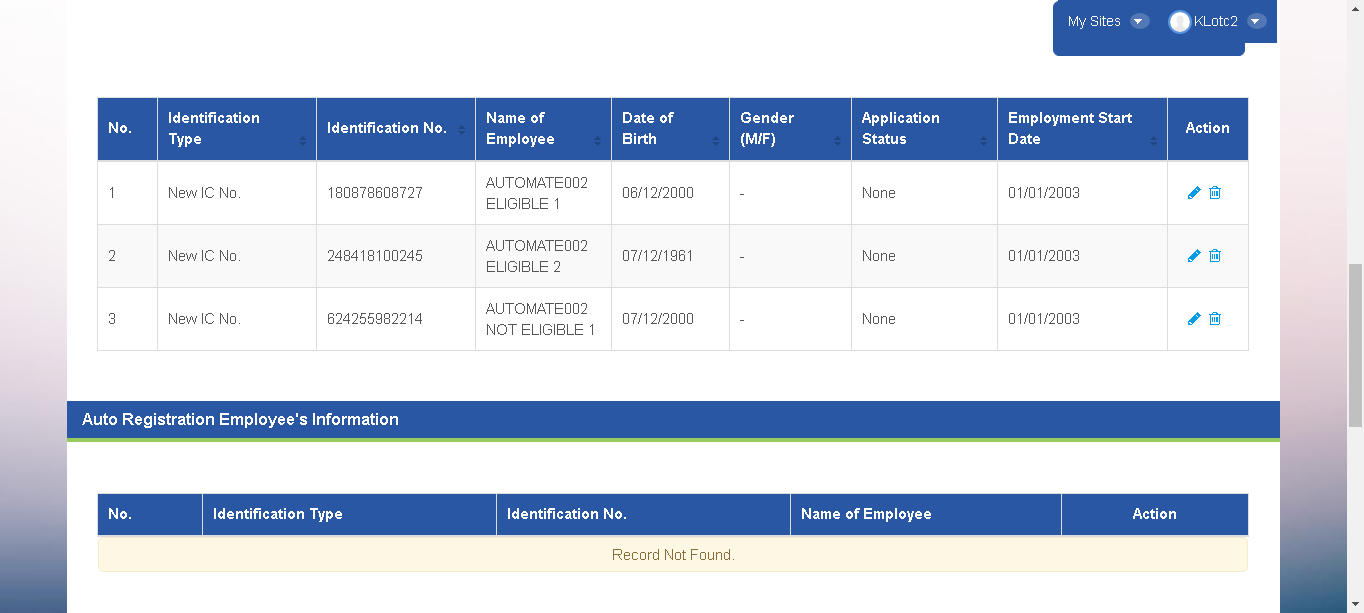 My Sites KLotc2
No. Identification Type Identification No. Name of Employee Date of Birth Gender (M/F) Application Status Employment Start Date Action
1 New IC No. 180878608727 AUTOMATE002 ELIGIBLE 1 06/12/2000 - None 01/01/2003
2 New IC No. 248418100245 AUTOMATE002 ELIGIBLE 2 07/12/1961 - None 01/01/2003
3 New IC No. 624255982214 AUTOMATE002 NOT ELIGIBLE 1 07/12/2000 - None 01/01/2003
Auto Registration Employee's Information
No. Identification Type Identification No. Name of Employee Action
Record Not Found.